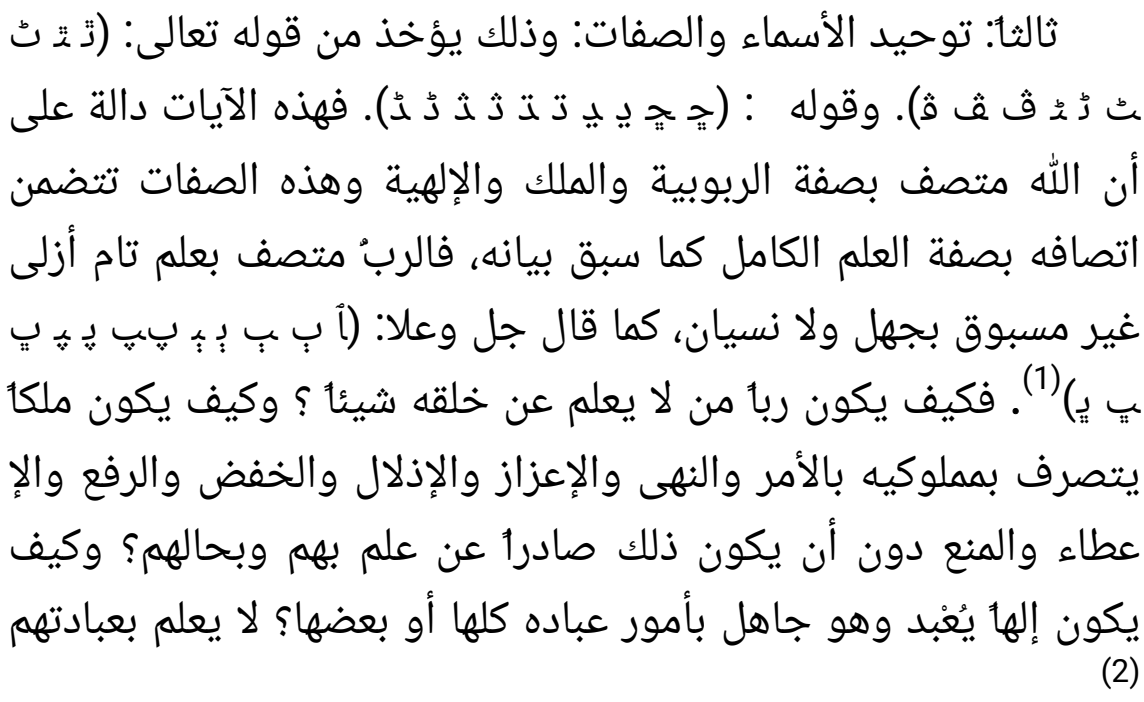 ثالثاً: توحيد الأسماء والصفات: وذلك يؤخذ من قوله تعالى: (ﭢ ﭣ ﭤ
ﭥ ﭦ ﭧ ﭨ ﭩ ﭪ). وقوله : (ﭽ ﭾ ﭿ ﮀ ﮁ ﮂ ﮃ ﮄ ﮅ ﮆ). فهذه الآيات دالة على
أن الله متصف بصفة الربوبية والملك والإلهية وهذه الصفات تتضمن
اتصافه بصفة العلم الكامل كما سبق بيانه، فالربٌ متصف بعلم تام أزلى
غير مسبوق بجهل ولا نسيان، كما قال جل وعلا: (ﭑ ﭒ ﭓ ﭔ ﭕ ﭖﭗ ﭘ ﭙ ﭚ
ﭛ ﭜ)(1). فكيف يكون رباً من لا يعلم عن خلقه شيئاً ؟ وكيف يكون ملكاً
يتصرف بمملوكيه بالأمر والنهى والإعزاز والإذلال والخفض والرفع والإ
عطاء والمنع دون أن يكون ذلك صادراً عن علم بهم وبحالهم؟ وكيف
يكون إلهاً يُعْبد وهو جاهل بأمور عباده كلها أو بعضها؟ لا يعلم بعبادتهم
(2)